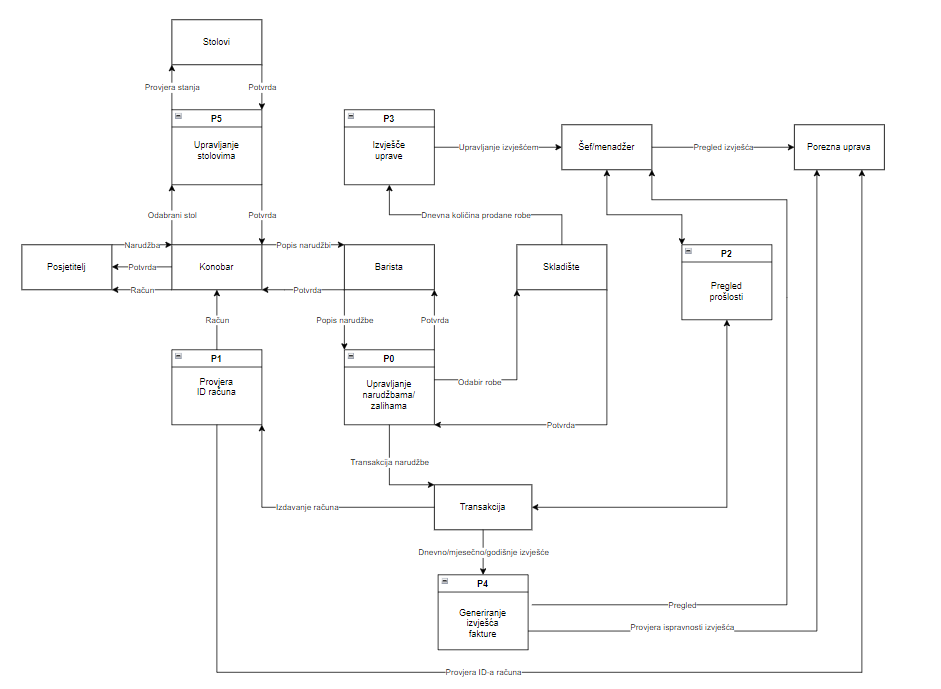 Stolovi
Provjera stanja
Potvrda
P5
Upravljanje
stolovima
P3
Izvješče
uprave
Upravljanje izvješćem
Šef/menadžer
Pregled izvješća
Porezna uprava
Odabrani stol
Potvrda
Dnevna količina prodane robe
Posjetitelj
Narudžba
Potvrda
Račun
Konobar
Popis narudžbi
Potvrda
Barista
Skladište
P2
Pregled
prošlosti
Račun
Popis narudžbe
Potvrda
P1
Provjera
ID računa
P0
Upravljanje
narudžbama/
zalihama
Odabir robe
Potvrda
Transakcija narudžbe
Izdavanje računa
Transakcija
Dnevno/mjesečno/godišnje izvješće
P4
Generiranje
izvješća
fakture
Pregled
Provjera ispravnosti izvješća
Provjera ID-a računa